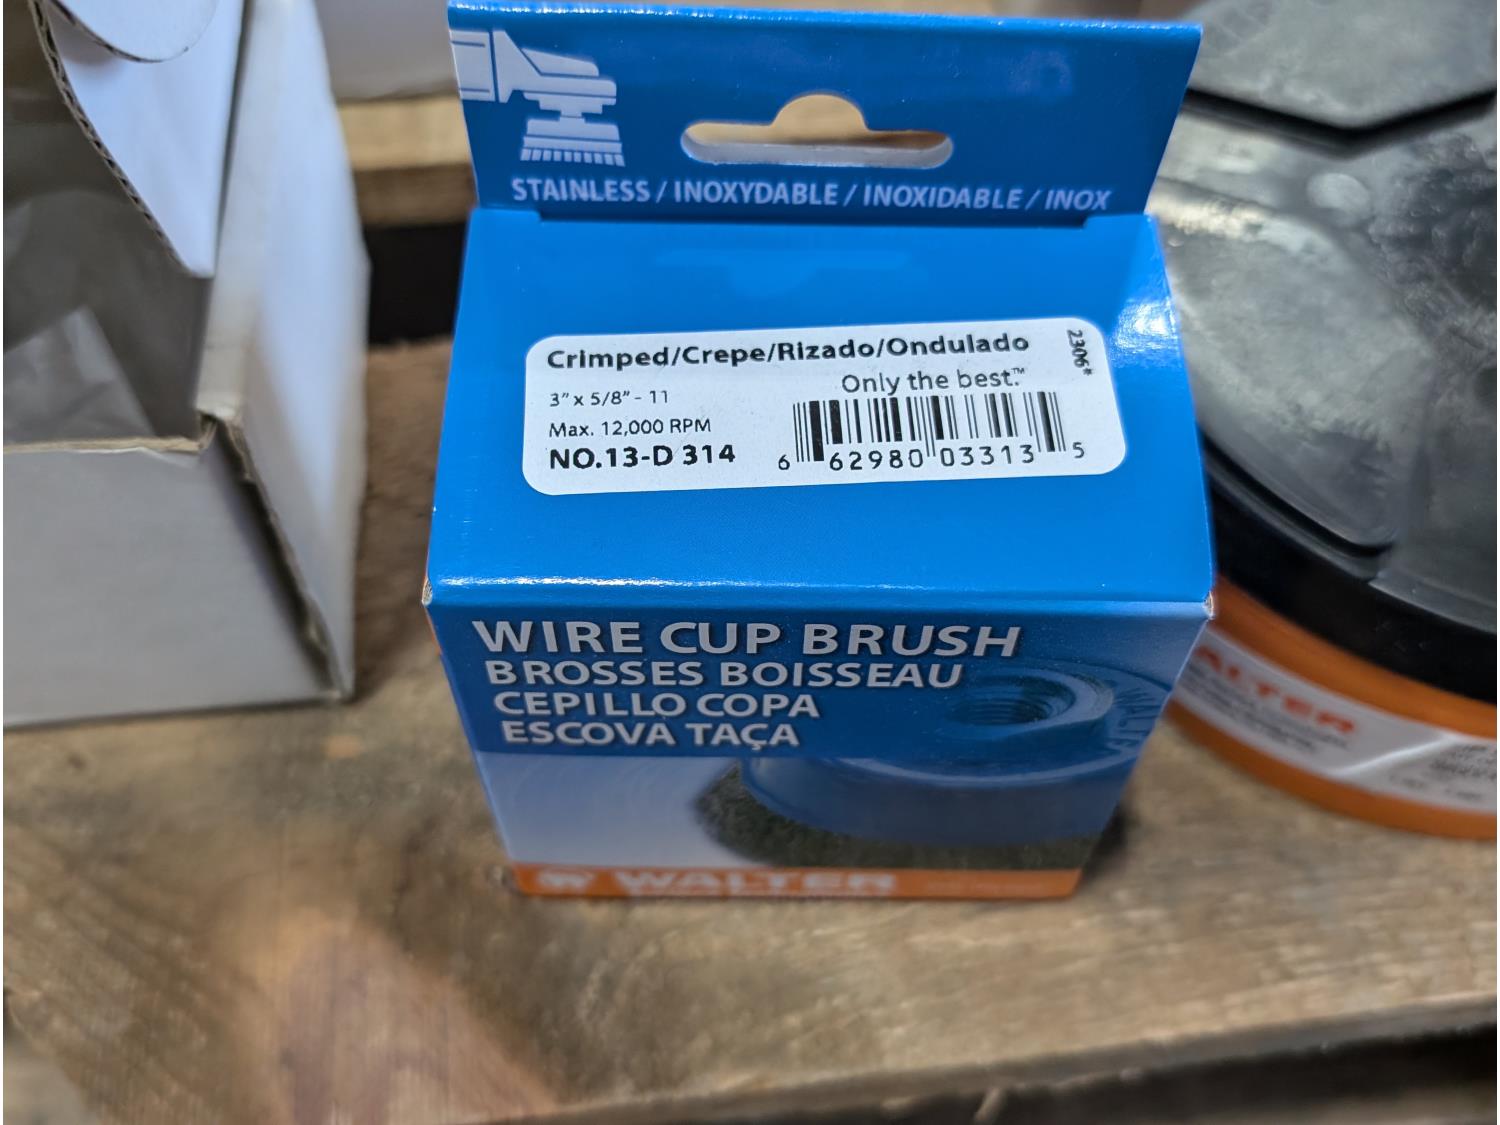 STAINLESS / INOXYDABLE / INOXIDABLE / INOX
Crimped/Crepe/Rizado/Ondulado
2306*
Only the best.™
3" x 5/8" - 11
Max. 12,000 RPM
NO.13-D 314
6 62980 03313 5
WIRE CUP BRUSH
BROSSES BOISSEAU
CEPILLO COPA
ESCOVA TAÇA
WALTER